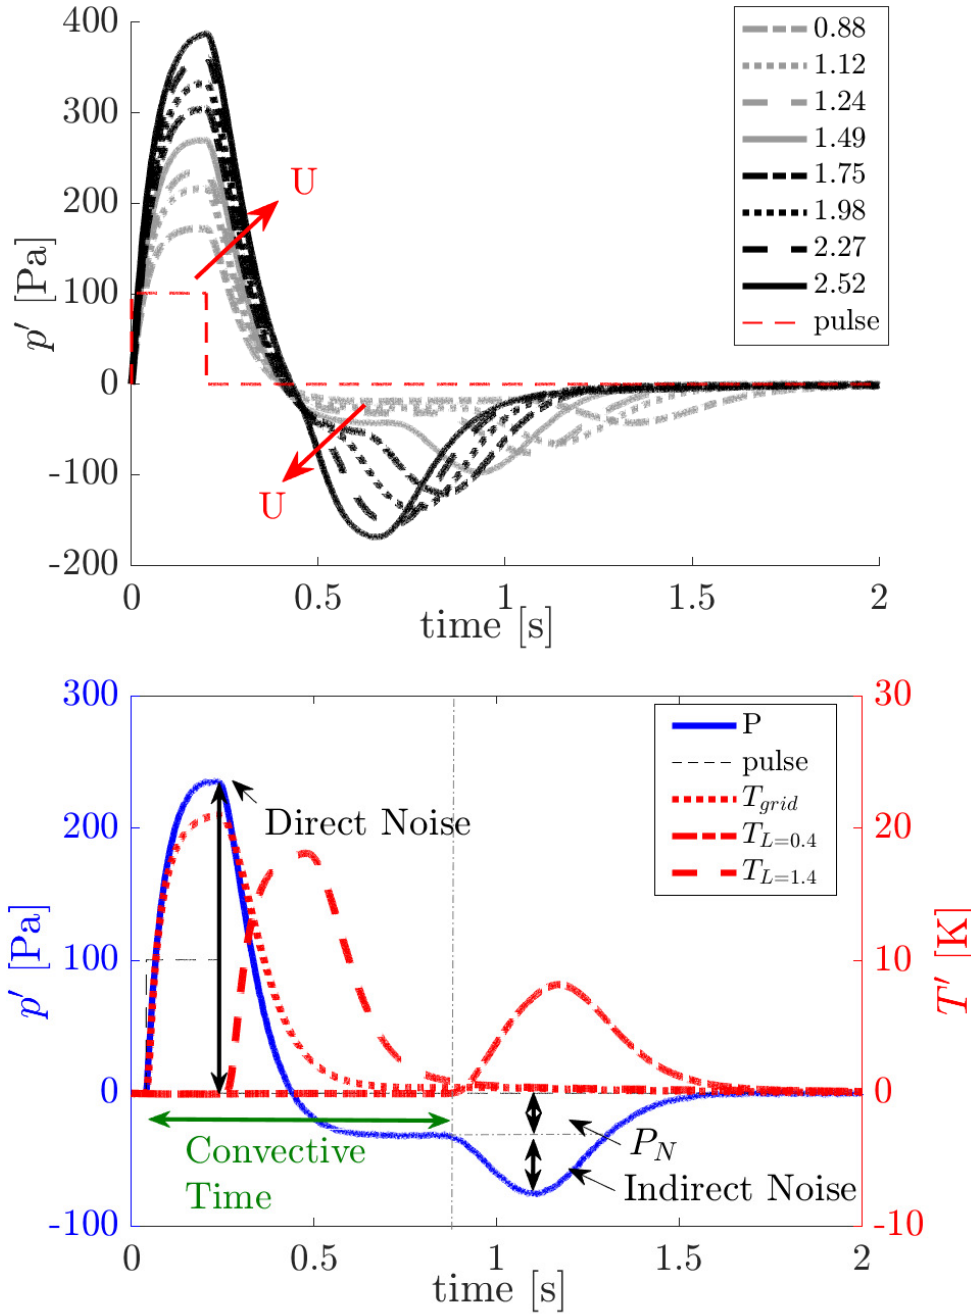 400
300
200
100
0
-100
-200
p′ [Pa]
0.88
1.12
1.24
1.49
1.75
1.98
2.27
2.52
pulse
U
U
0 0.5 1 1.5 2
time [s]
300
200
100
0
-100
p′ [Pa]
30
20
10
0
-10
T′ [K]
P
pulse
T_grid
T_L=0.4
T_L=1.4
Direct Noise
Convective
Time
P_N
Indirect Noise
0 0.5 1 1.5 2
time [s]